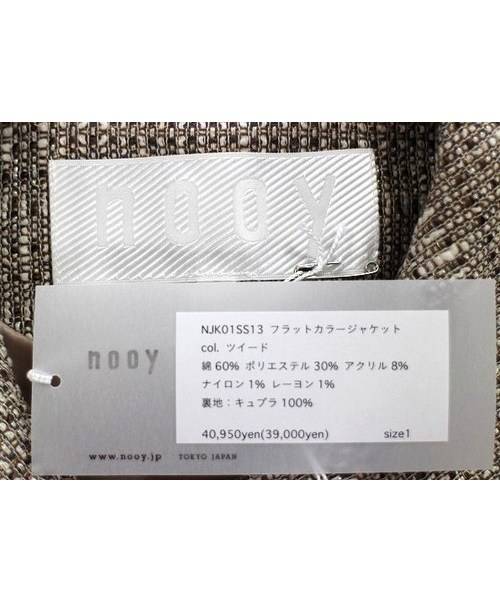 nooy
nooy
NJK01SS13 フラットカラージャケット
col. ツイード
綿 60% ポリエステル 30% アクリル 8%
ナイロン 1% レーヨン 1%
裏地：キュプラ 100%
40,950yen(39,000yen) size1
www.nooy.jp TOKYO JAPAN